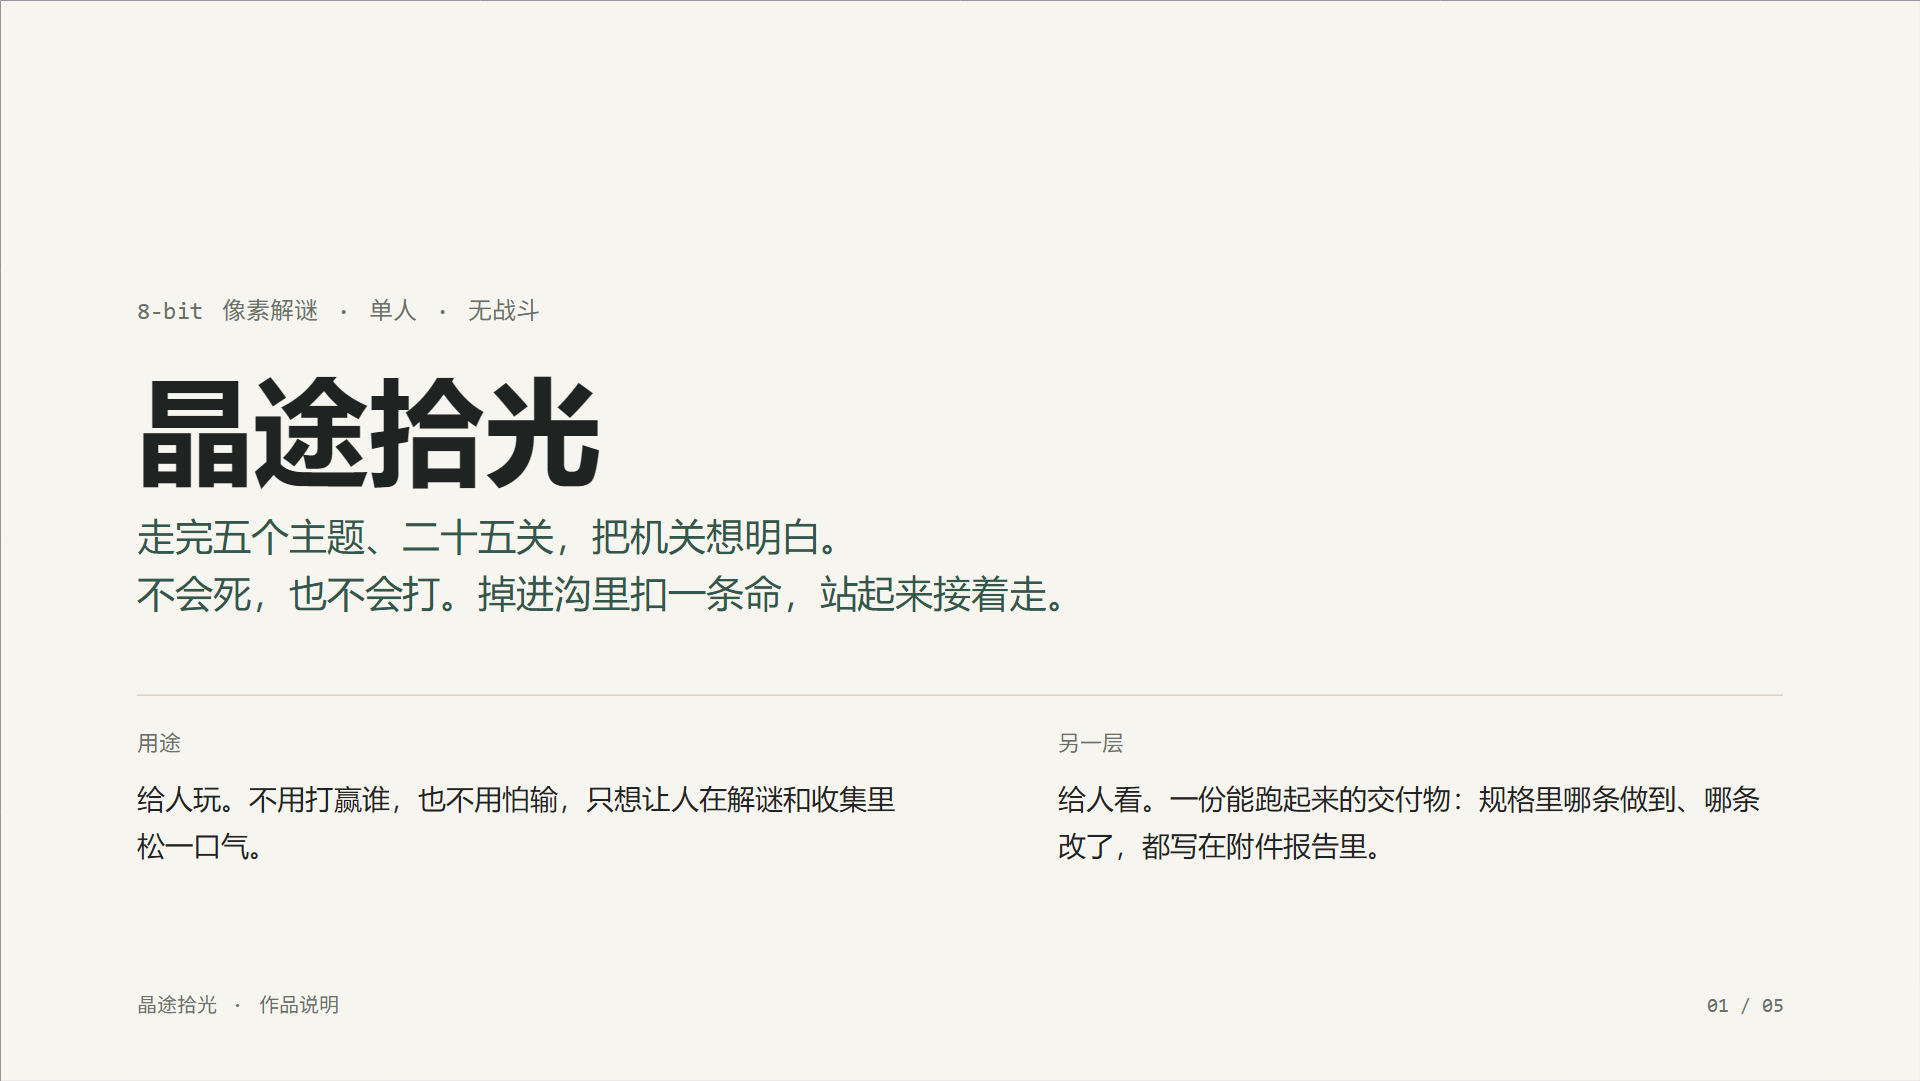 8-bit 像素解谜 · 单人 · 无战斗
晶途拾光
走完五个主题、二十五关，把机关想明白。
不会死，也不会打。掉进沟里扣一条命，站起来接着走。
用途
给人玩。不用打赢谁，也不用怕输，只想让人在解谜和收集里
松一口气。
另一层
给人看。一份能跑起来的交付物：规格里哪条做到、哪条
改了，都写在附件报告里。
晶途拾光 · 作品说明
01 / 05